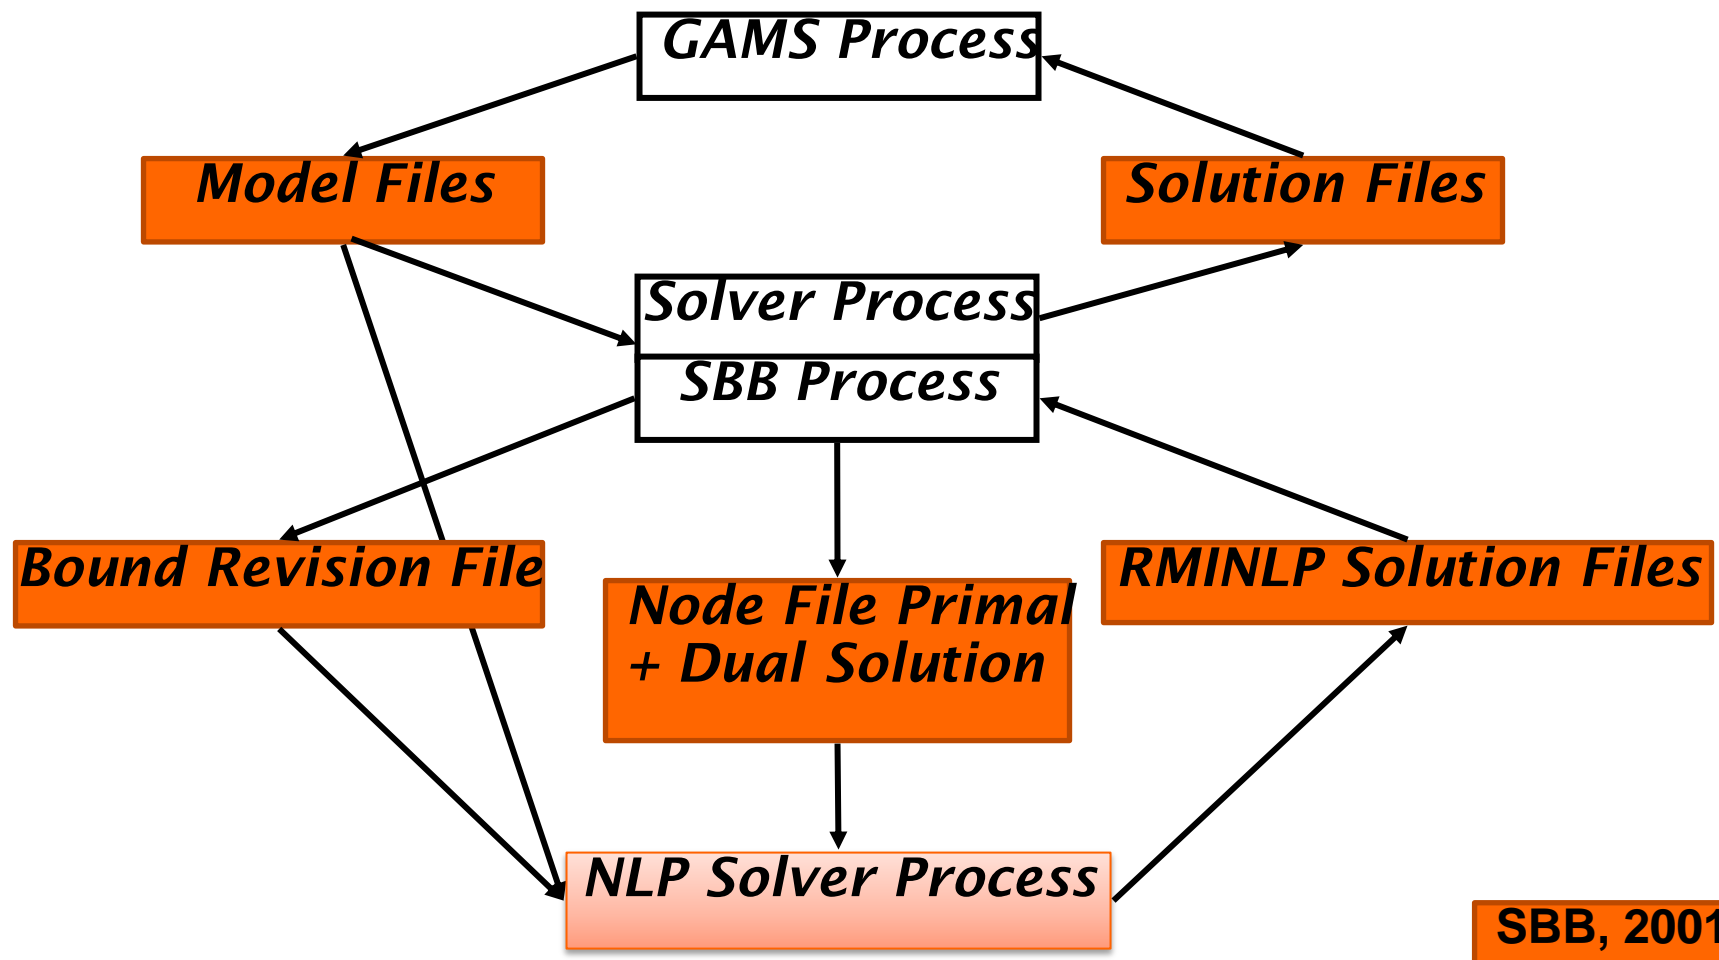 GAMS Process
Model Files
Solution Files
Solver Process
SBB Process
Bound Revision File
Node File Primal
+ Dual Solution
RMINLP Solution Files
NLP Solver Process
SBB, 2001